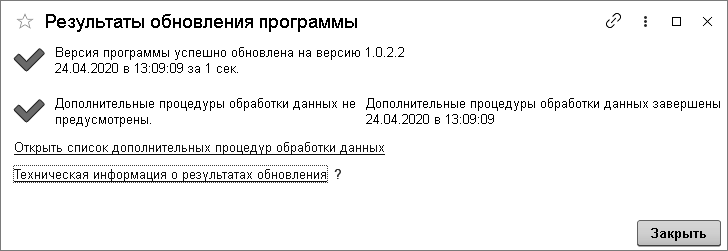 Результаты обновления программы
Версия программы успешно обновлена на версию 1.0.2.2
24.04.2020 в 13:09:09 за 1 сек.
Дополнительные процедуры обработки данных не предусмотрены.
Дополнительные процедуры обработки данных завершены
24.04.2020 в 13:09:09
Открыть список дополнительных процедур обработки данных
Техническая информация о результатах обновления ?
Закрыть